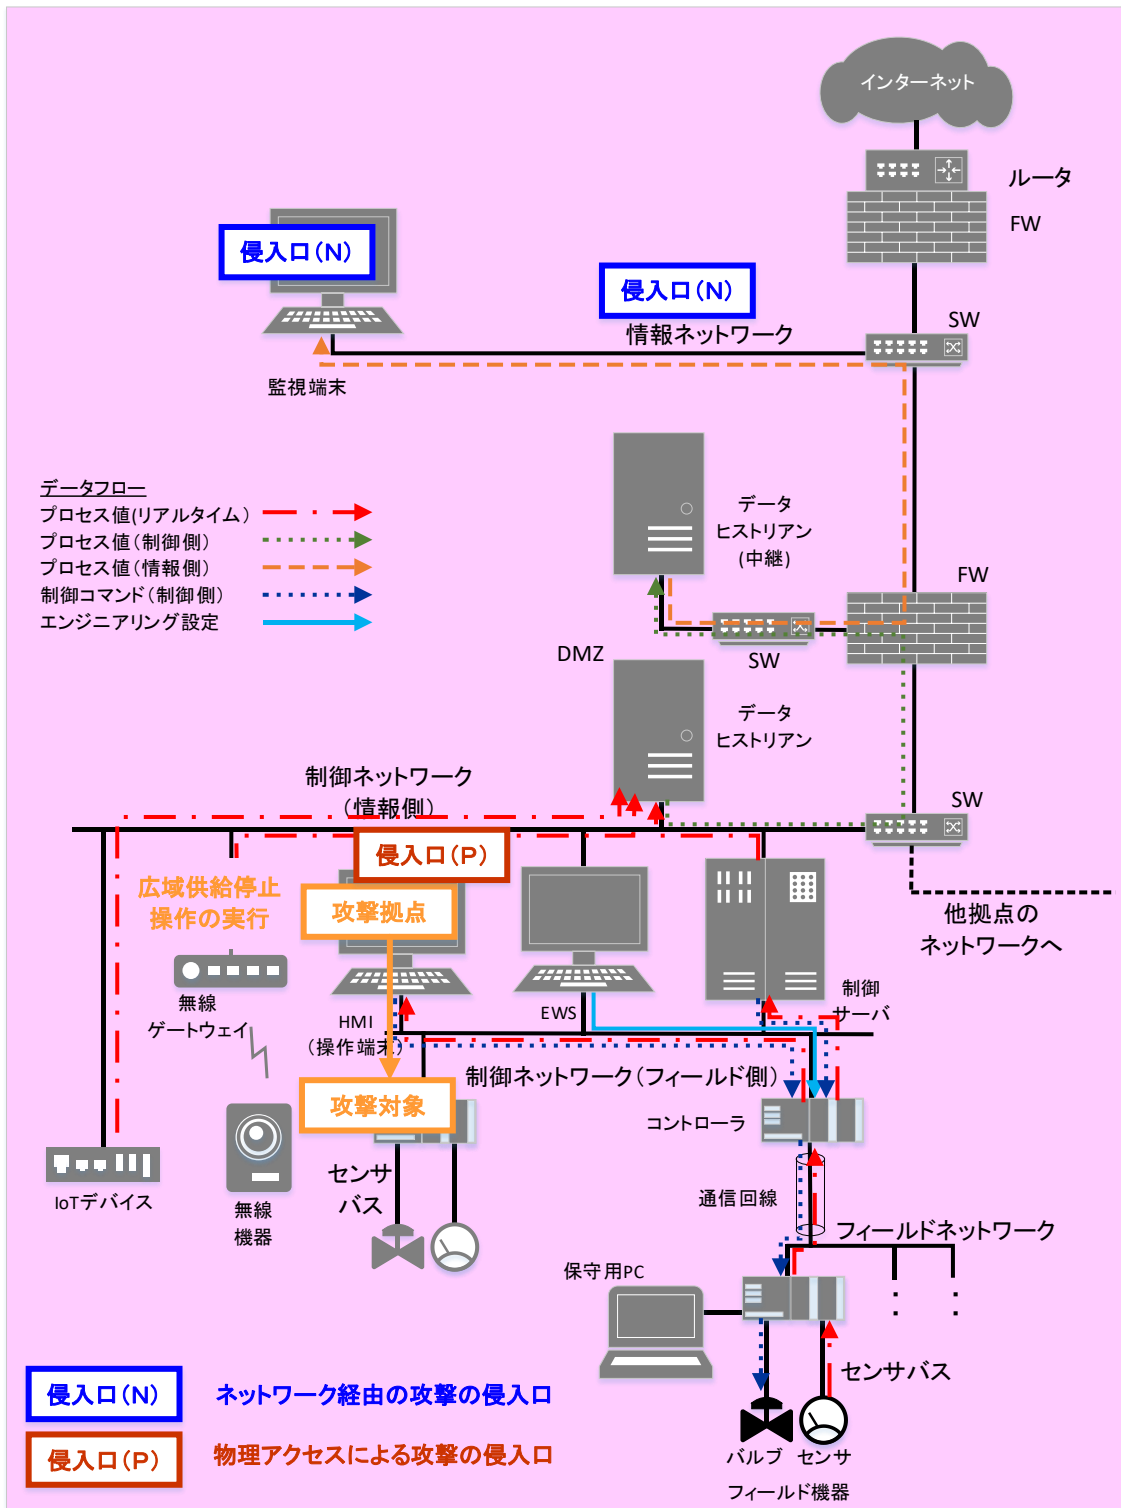 インターネット
ルータ
FW
侵入口(N)
侵入口(N)
情報ネットワーク
SW
監視端末
データフロー
プロセス値(リアルタイム)
プロセス値(制御側)
プロセス値(情報側)
制御コマンド(制御側)
エンジニアリング設定
データ
ヒストリアン
(中継)
FW
SW
DMZ
データ
ヒストリアン
制御ネットワーク
(情報側)
SW
侵入口(P)
広域供給停止
操作の実行
攻撃拠点
他拠点の
ネットワークへ
無線
ゲートウェイ
HMI
(操作端末)
EWS
制御
サーバ
制御ネットワーク(フィールド側)
攻撃対象
コントローラ
センサ
バス
IoTデバイス
無線
機器
通信回線
フィールドネットワーク
保守用PC
センサバス
バルブ
センサ
フィールド機器
侵入口(N)
ネットワーク経由の攻撃の侵入口
侵入口(P)
物理アクセスによる攻撃の侵入口